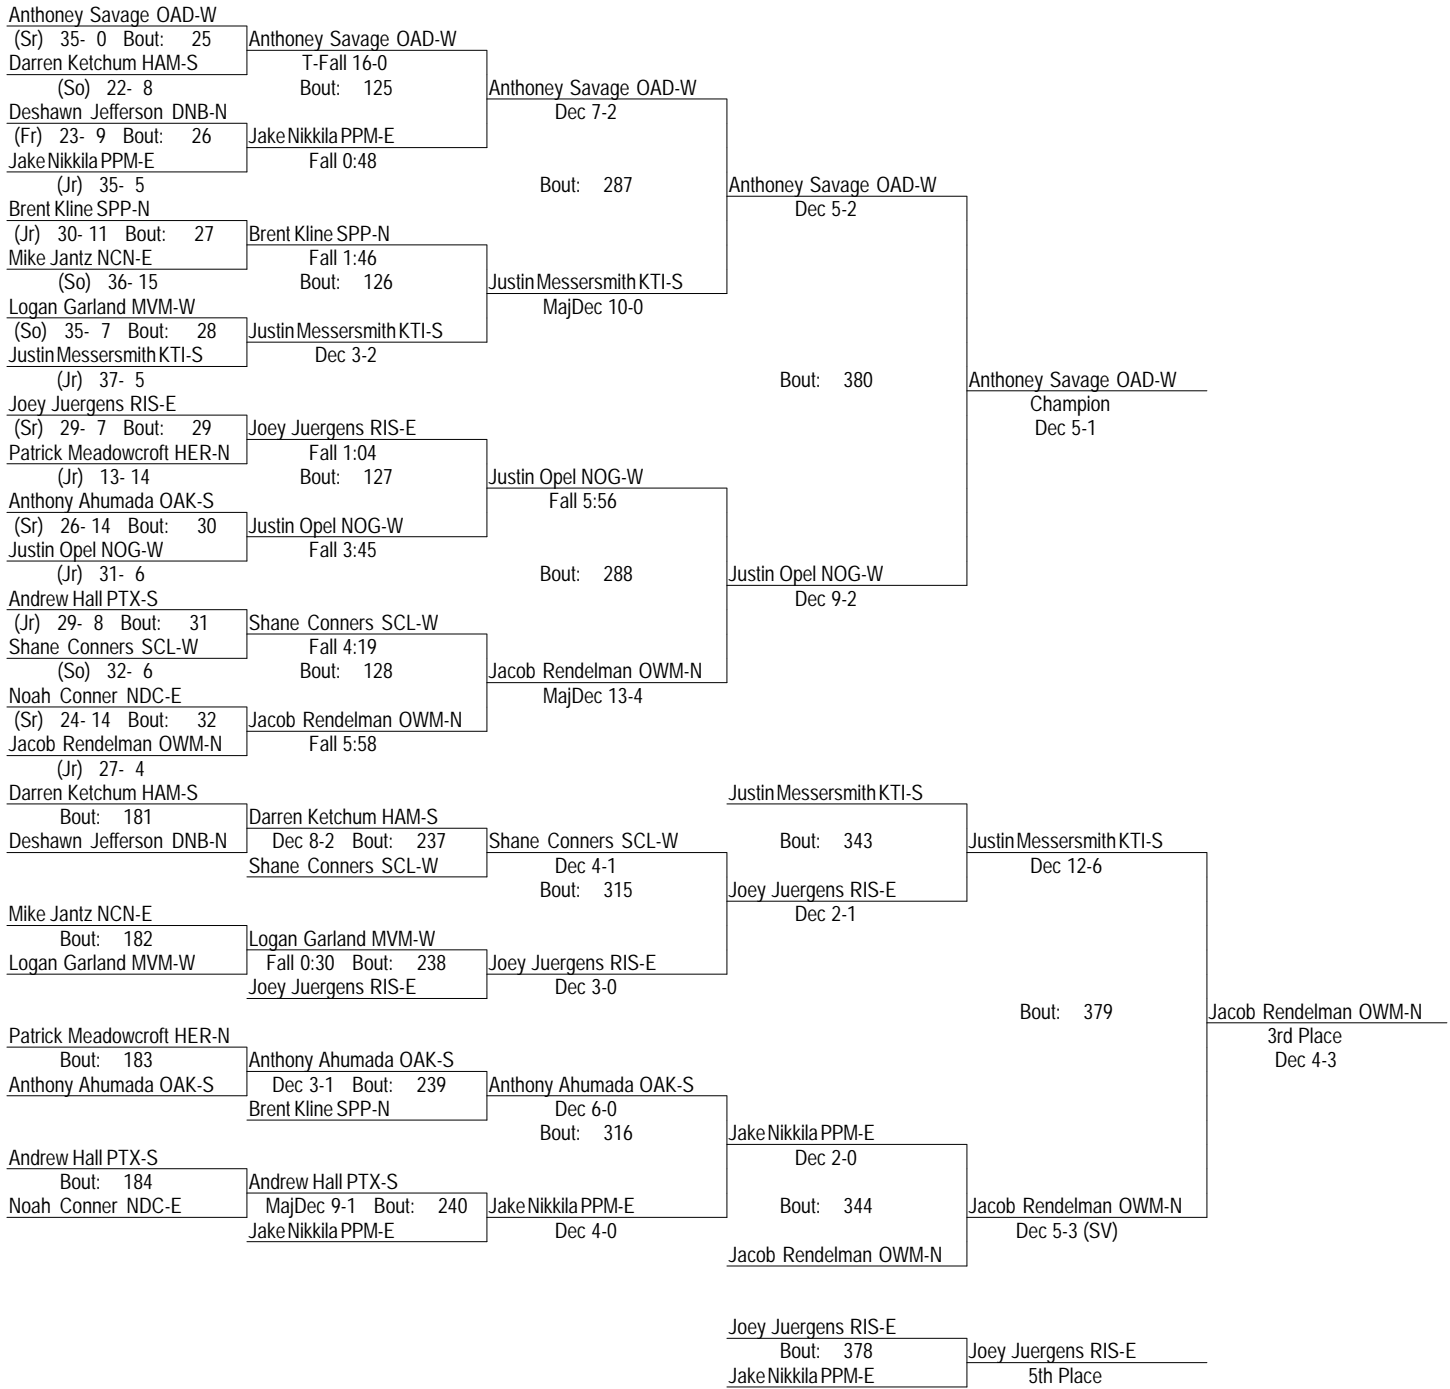 Anthoney Savage OAD-W
(Sr) 35- 0 Bout: 25 Anthoney Savage OAD-W
Darren Ketchum HAM-S T-Fall 16-0
(So) 22- 8 Bout: 125 Anthoney Savage OAD-W
Deshawn Jefferson DNB-N Dec 7-2
(Fr) 23- 9 Bout: 26 Jake Nikkila PPM-E
Jake Nikkila PPM-E Fall 0:48
(Jr) 35- 5 Bout: 287 Anthoney Savage OAD-W
Brent Kline SPP-N Dec 5-2
(Jr) 30- 11 Bout: 27 Brent Kline SPP-N
Mike Jantz NCN-E Fall 1:46
(So) 36- 15 Bout: 126 Justin Messersmith KTI-S
Logan Garland MVM-W MajDec 10-0
(So) 35- 7 Bout: 28 Justin Messersmith KTI-S
Justin Messersmith KTI-S Dec 3-2
(Jr) 37- 5 Bout: 380 Anthoney Savage OAD-W
Joey Juergens RIS-E Champion
(Sr) 29- 7 Bout: 29 Joey Juergens RIS-E Dec 5-1
Patrick Meadowcroft HER-N Fall 1:04
(Jr) 13- 14 Bout: 127 Justin Opel NOG-W
Anthony Ahumada OAK-S Fall 5:56
(Sr) 26- 14 Bout: 30 Justin Opel NOG-W
Justin Opel NOG-W Fall 3:45
(Jr) 31- 6 Bout: 288 Justin Opel NOG-W
Andrew Hall PTX-S Dec 9-2
(Jr) 29- 8 Bout: 31 Shane Conners SCL-W
Shane Conners SCL-W Fall 4:19
(So) 32- 6 Bout: 128 Jacob Rendelman OWM-N
Noah Conner NDC-E MajDec 13-4
(Sr) 24- 14 Bout: 32 Jacob Rendelman OWM-N
Jacob Rendelman OWM-N Fall 5:58
(Jr) 27- 4
Darren Ketchum HAM-S Justin Messersmith KTI-S
Bout: 181 Darren Ketchum HAM-S
Deshawn Jefferson DNB-N Dec 8-2 Bout: 237 Shane Conners SCL-W Bout: 343 Justin Messersmith KTI-S
Shane Conners SCL-W Dec 4-1 Dec 12-6
Bout: 315 Joey Juergens RIS-E
Mike Jantz NCN-E Dec 2-1
Bout: 182 Logan Garland MVM-W
Logan Garland MVM-W Fall 0:30 Bout: 238 Joey Juergens RIS-E
Joey Juergens RIS-E Dec 3-0
Bout: 379 Jacob Rendelman OWM-N
Patrick Meadowcroft HER-N 3rd Place
Bout: 183 Anthony Ahumada OAK-S Dec 4-3
Anthony Ahumada OAK-S Dec 3-1 Bout: 239 Anthony Ahumada OAK-S
Brent Kline SPP-N Dec 6-0
Bout: 316 Jake Nikkila PPM-E
Andrew Hall PTX-S Dec 2-0
Bout: 184 Andrew Hall PTX-S
Noah Conner NDC-E MajDec 9-1 Bout: 240 Jake Nikkila PPM-E Bout: 344 Jacob Rendelman OWM-N
Jake Nikkila PPM-E Dec 4-0 Dec 5-3 (SV)
Jacob Rendelman OWM-N
Joey Juergens RIS-E
Bout: 378 Joey Juergens RIS-E
Jake Nikkila PPM-E 5th Place